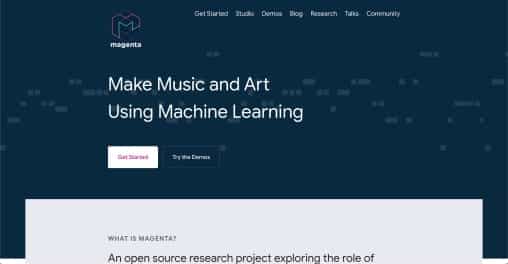 Get Started Studio Demos Blog Research Talks Community
magenta
Make Music and Art
Using Machine Learning
Get Started Try the Demos
WHAT IS MAGENTA?
An open source research project exploring the role of